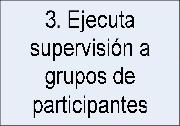 3. Ejecuta
supervisión a
grupos de
participantes